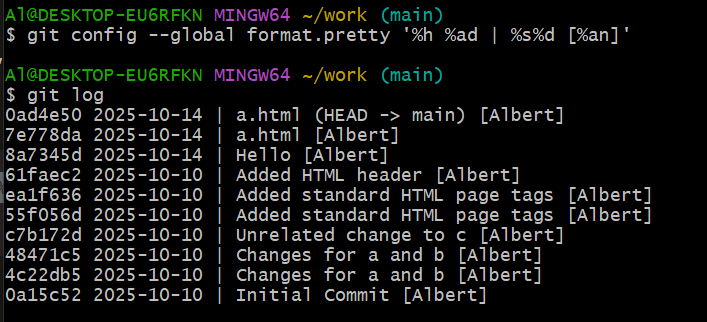 Al@DESKTOP-EU6RFKN MINGW64 ~/work (main)
$ git config --global format.pretty '%h %ad | %s%d [%an]'
Al@DESKTOP-EU6RFKN MINGW64 ~/work (main)
$ git log
0ad4e50 2025-10-14 | a.html (HEAD -> main) [Albert]
7e778da 2025-10-14 | a.html [Albert]
8a7345d 2025-10-14 | Hello [Albert]
61faec2 2025-10-10 | Added HTML header [Albert]
ea1f636 2025-10-10 | Added standard HTML page tags [Albert]
55f056d 2025-10-10 | Added standard HTML page tags [Albert]
c7b172d 2025-10-10 | Unrelated change to c [Albert]
48471c5 2025-10-10 | Changes for a and b [Albert]
4c22db5 2025-10-10 | Changes for a and b [Albert]
0a15c52 2025-10-10 | Initial Commit [Albert]